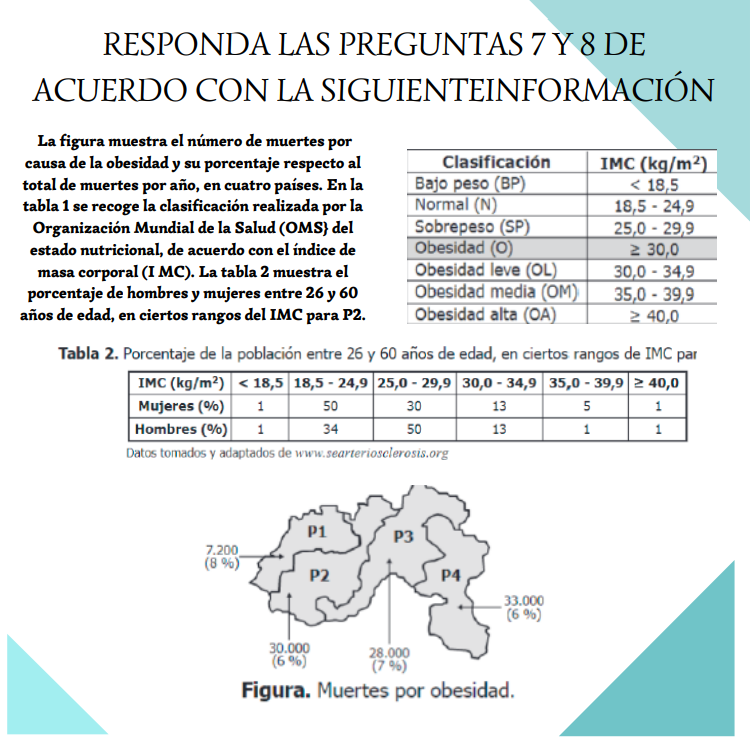 RESPONDA LAS PREGUNTAS 7 Y 8 DE
ACUERDO CON LA SIGUIENTEINFORMACIÓN
La figura muestra el número de muertes por
causa de la obesidad y su porcentaje respecto al
total de muertes por año, en cuatro países. En la
tabla 1 se recoge la clasificación realizada por la
Organización Mundial de la Salud (OMS} del
estado nutricional, de acuerdo con el índice de
masa corporal (I MC). La tabla 2 muestra el
porcentaje de hombres y mujeres entre 26 y 60
años de edad, en ciertos rangos del IMC para P2.
Clasificación IMC (kg/m²)
Bajo peso (BP) < 18,5
Normal (N) 18,5 - 24,9
Sobrepeso (SP) 25,0 - 29,9
Obesidad (O) ≥ 30,0
Obesidad leve (OL) 30,0 - 34,9
Obesidad media (OM) 35,0 - 39,9
Obesidad alta (OA) ≥ 40,0
Tabla 2. Porcentaje de la población entre 26 y 60 años de edad, en ciertos rangos de IMC par
IMC (kg/m²) < 18,5 18,5 - 24,9 25,0 - 29,9 30,0 - 34,9 35,0 - 39,9 ≥ 40,0
Mujeres (%) 1 50 30 13 5 1
Hombres (%) 1 34 50 13 1 1
Datos tomados y adaptados de www.searteriosclerosis.org
P1
P3
7.200
(8 %)
P2
P4
33.000
(6 %)
30.000
(6 %)
28.000
(7 %)
Figura. Muertes por obesidad.